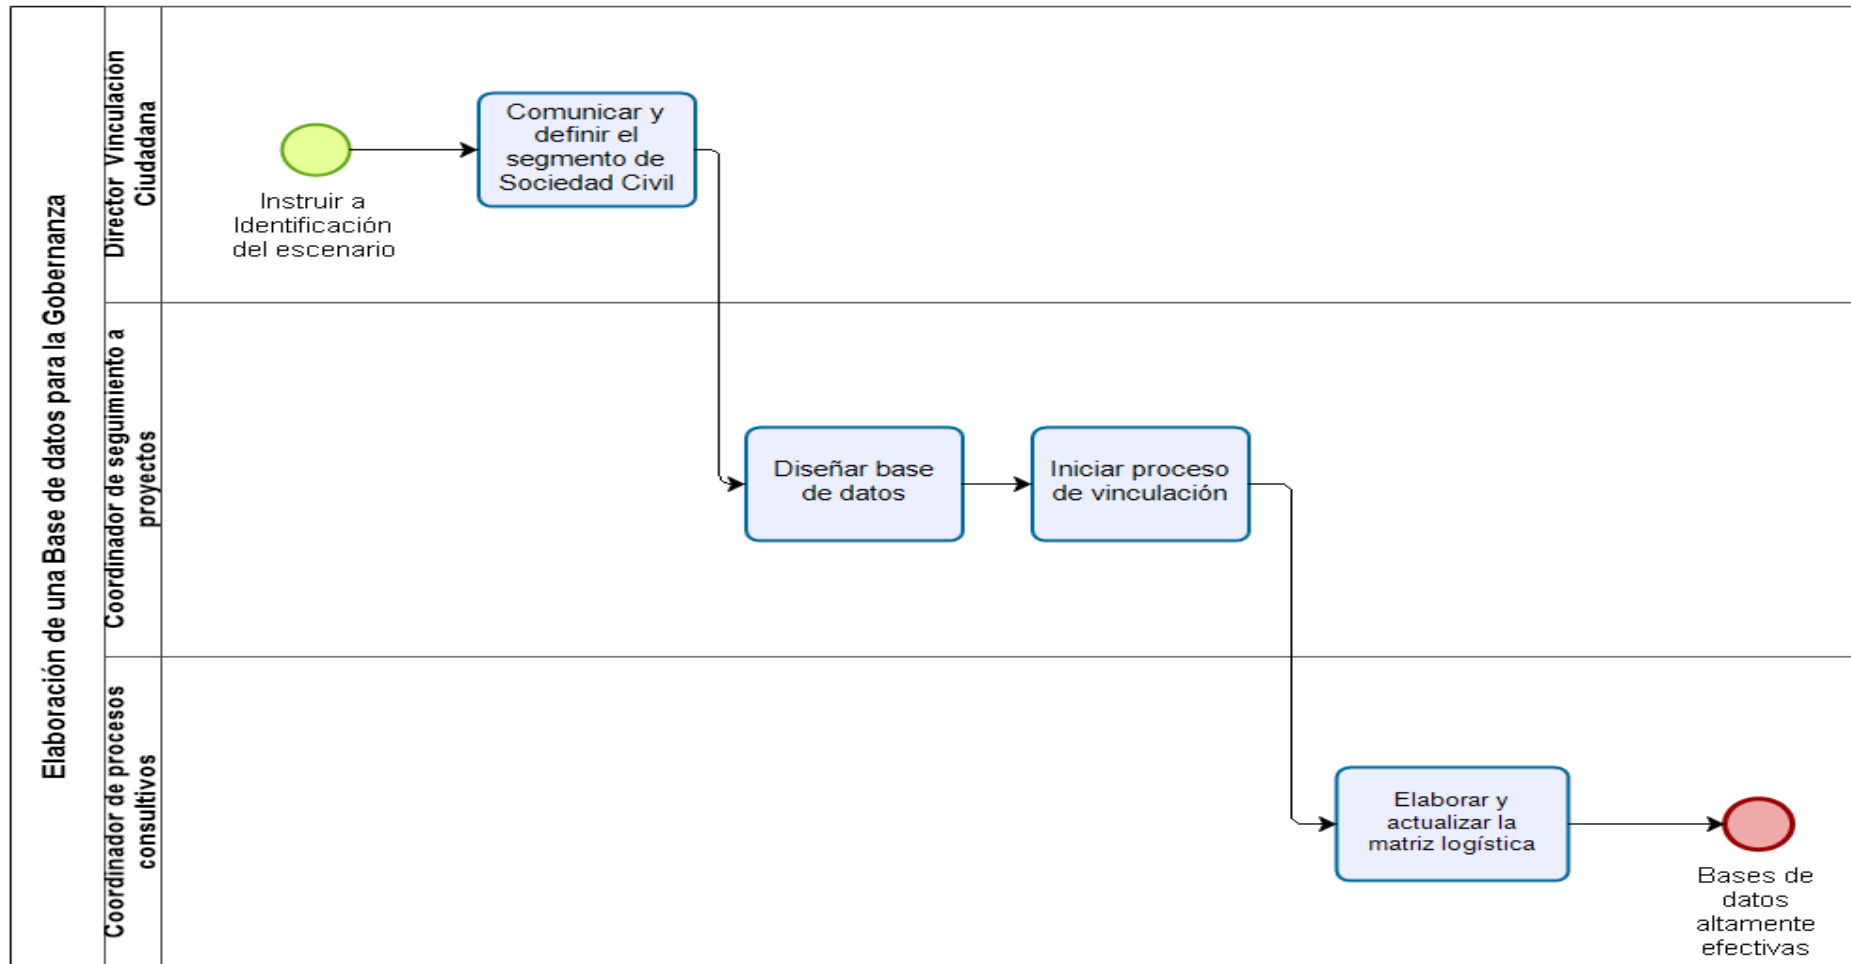 Elaboración de una Base de datos para la Gobernanza
Director Vinculación
Ciudadana
Instruir a
Identificación
del escenario
Comunicar y
definir el
segmento de
Sociedad Civil
Coordinador de seguimiento a
proyectos
Diseñar base
de datos
Iniciar proceso
de vinculación
Coordinador de procesos
consultivos
Elaborar y
actualizar la
matriz logística
Bases de
datos
altamente
efectivas